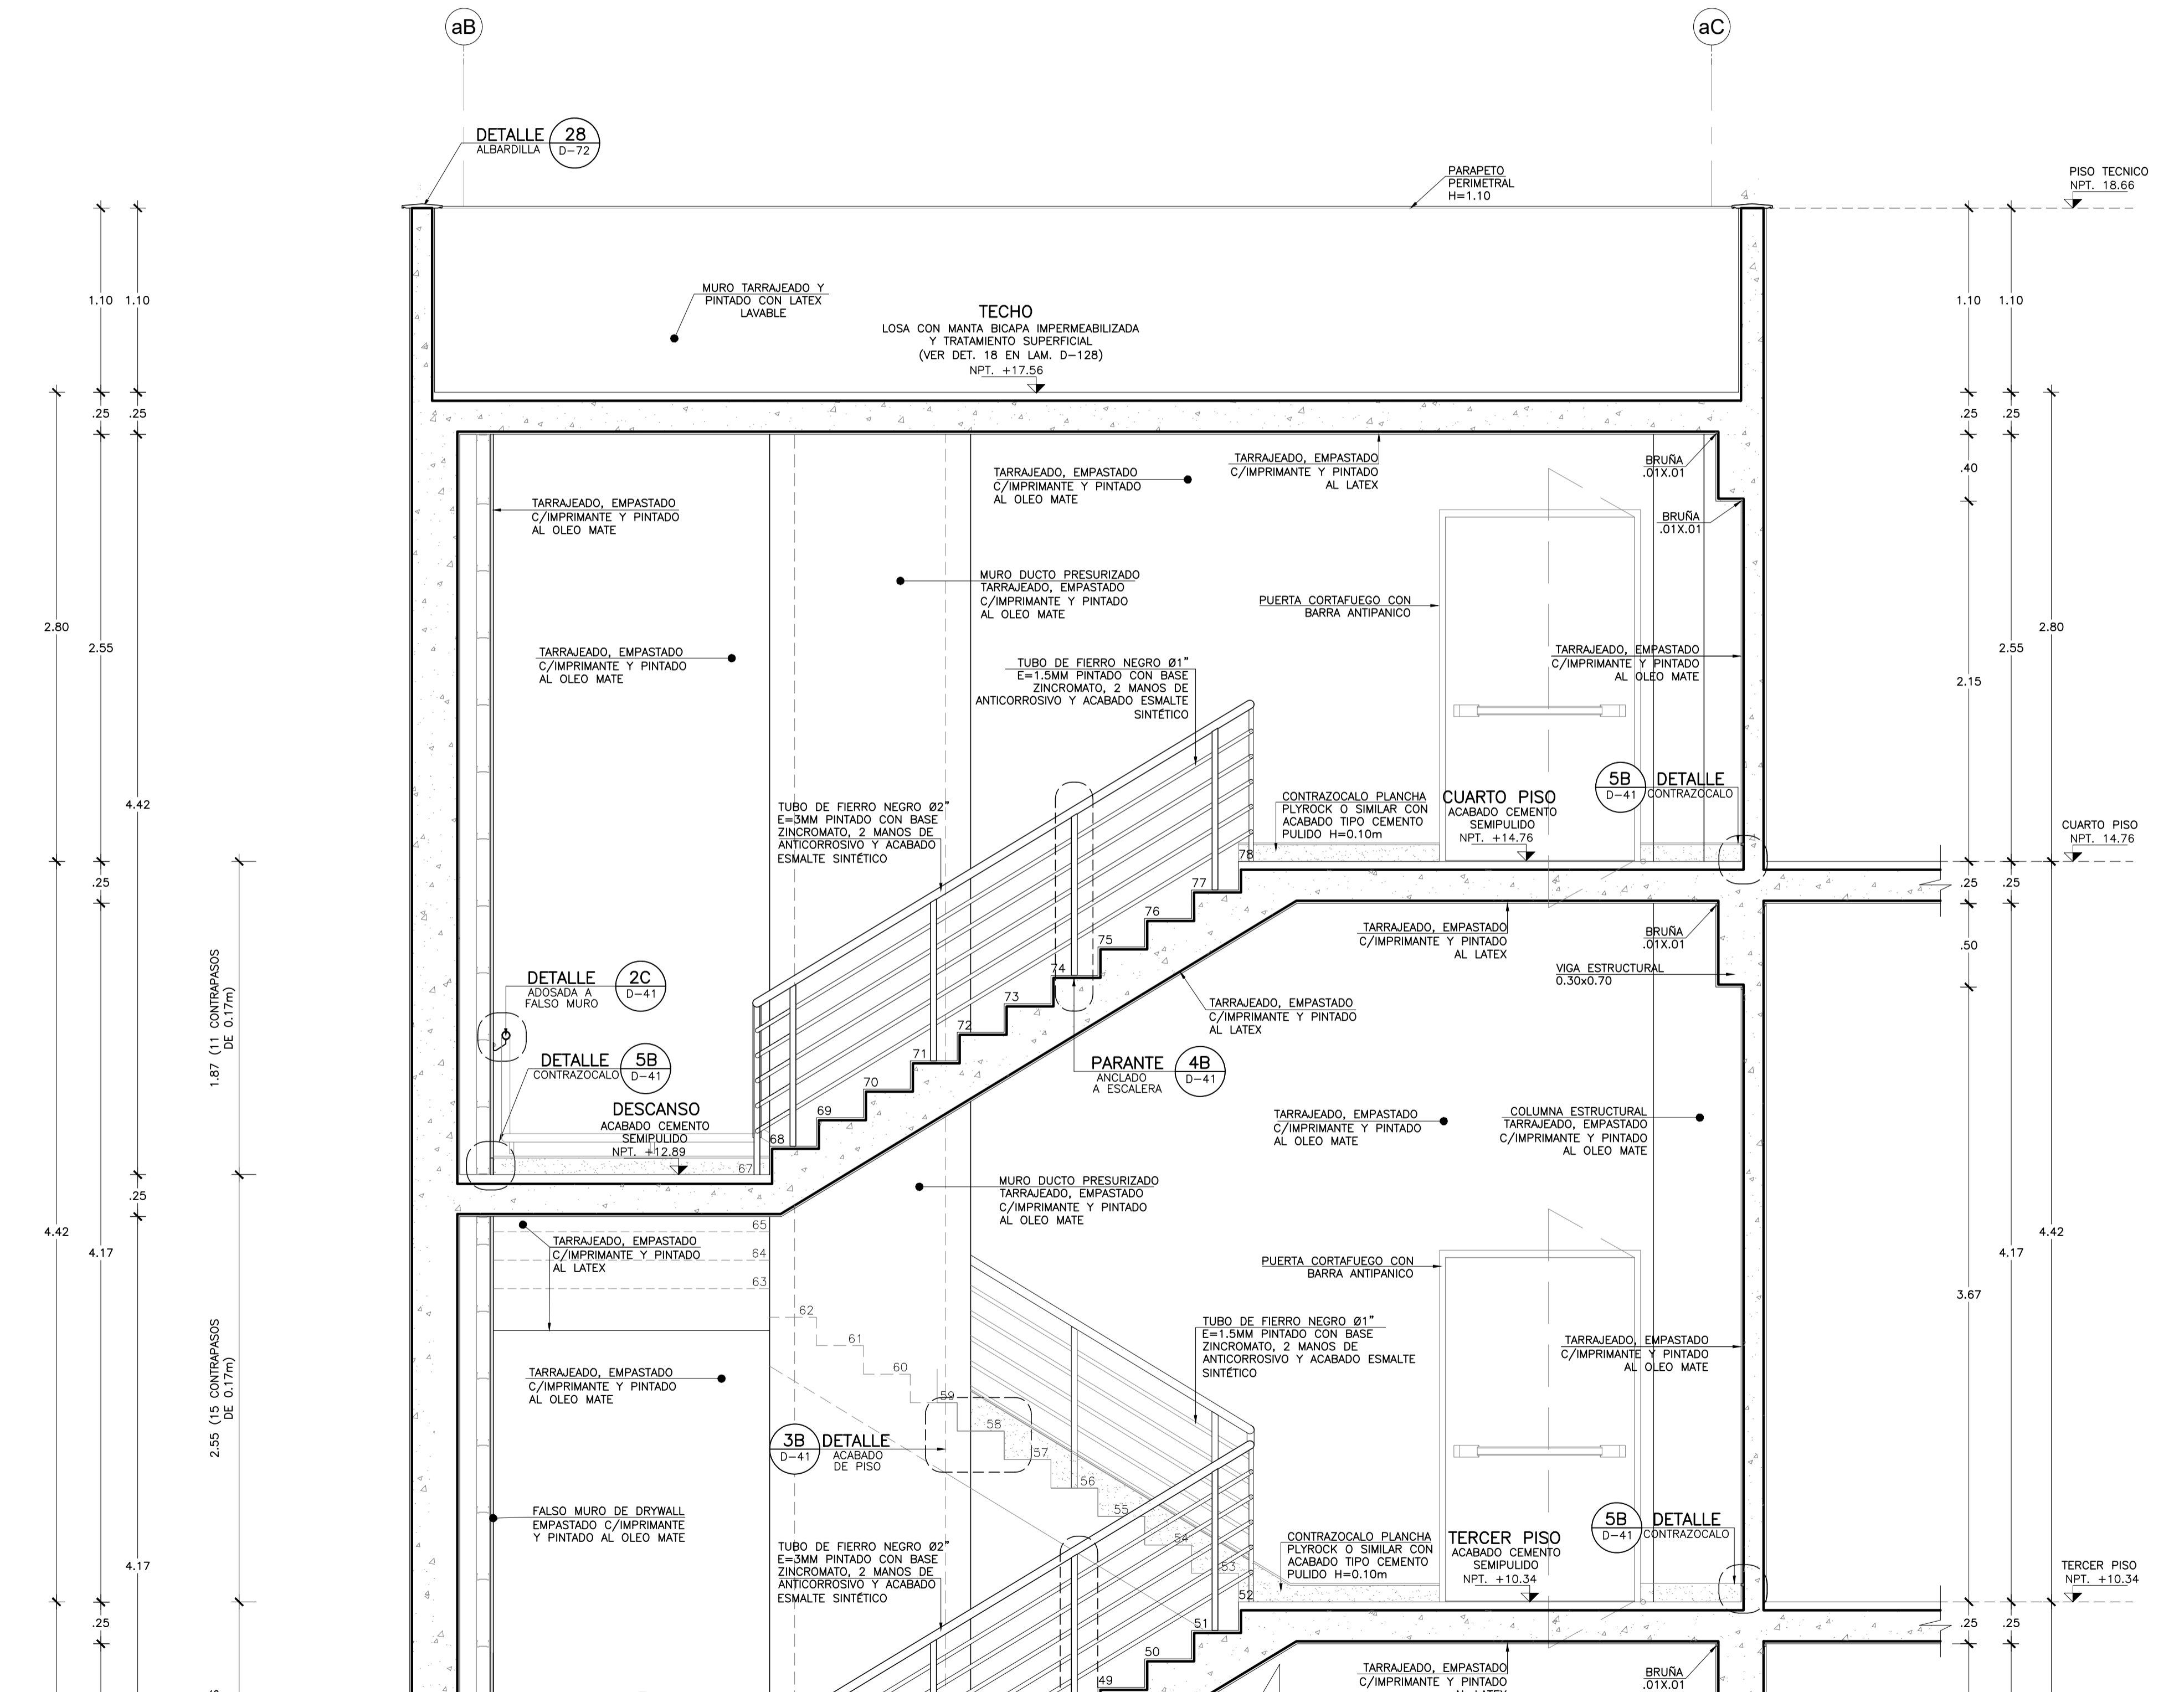 aB
aC
DETALLE
ALBARDILLA
28
D-72
PARAPETO
PERIMETRAL
H=1.10
PISO TECNICO
NPT. 18.66
1.10
1.10
MURO TARRAJEADO Y
PINTADO CON LATEX
LAVABLE
TECHO
LOSA CON MANTA BICAPA IMPERMEABILIZADA
Y TRATAMIENTO SUPERFICIAL
(VER DET. 18 EN LAM. D-128)
NPT. +17.56
1.10
1.10
.25
.25
.25
.25
TARRAJEADO, EMPASTADO
C/IMPRIMANTE Y PINTADO
AL OLEO MATE
TARRAJEADO, EMPASTADO
C/IMPRIMANTE Y PINTADO
AL OLEO MATE
TARRAJEADO, EMPASTADO
C/IMPRIMANTE Y PINTADO
AL LATEX
BRUÑA
.01X.01
.40
BRUÑA
.01X.01
MURO DUCTO PRESURIZADO
TARRAJEADO, EMPASTADO
C/IMPRIMANTE Y PINTADO
AL OLEO MATE
PUERTA CORTAFUEGO CON
BARRA ANTIPANICO
2.80
2.55
TARRAJEADO, EMPASTADO
C/IMPRIMANTE Y PINTADO
AL OLEO MATE
TUBO DE FIERRO NEGRO Ø1"
E=1.5MM PINTADO CON BASE
ZINCROMATO, 2 MANOS DE
ANTICORROSIVO Y ACABADO ESMALTE
SINTÉTICO
TARRAJEADO, EMPASTADO
C/IMPRIMANTE Y PINTADO
AL OLEO MATE
2.15
2.55
2.80
4.42
TUBO DE FIERRO NEGRO Ø2"
E=3MM PINTADO CON BASE
ZINCROMATO, 2 MANOS DE
ANTICORROSIVO Y ACABADO
ESMALTE SINTÉTICO
CONTRAZOCALO PLANCHA
PLYROCK O SIMILAR CON
ACABADO TIPO CEMENTO
PULIDO H=0.10m
CUARTO PISO
ACABADO CEMENTO
SEMIPULIDO
NPT. +14.76
5B
D-41
DETALLE
CONTRAZOCALO
CUARTO PISO
NPT. 14.76
78
77
76
75
74
73
72
71
70
69
68
67
.25
.25
.25
TARRAJEADO, EMPASTADO
C/IMPRIMANTE Y PINTADO
AL LATEX
BRUÑA
.01X.01
.50
VIGA ESTRUCTURAL
0.30x0.70
1.87 (11 CONTRAPASOS
DE 0.17m)
DETALLE
ADOSADA A
FALSO MURO
2C
D-41
DETALLE
CONTRAZOCALO
5B
D-41
DESCANSO
ACABADO CEMENTO
SEMIPULIDO
NPT. +12.89
TARRAJEADO, EMPASTADO
C/IMPRIMANTE Y PINTADO
AL LATEX
PARANTE
ANCLADO
A ESCALERA
4B
D-41
TARRAJEADO, EMPASTADO
C/IMPRIMANTE Y PINTADO
AL OLEO MATE
COLUMNA ESTRUCTURAL
TARRAJEADO, EMPASTADO
C/IMPRIMANTE Y PINTADO
AL OLEO MATE
.25
MURO DUCTO PRESURIZADO
TARRAJEADO, EMPASTADO
C/IMPRIMANTE Y PINTADO
AL OLEO MATE
4.42
4.17
TARRAJEADO, EMPASTADO
C/IMPRIMANTE Y PINTADO
AL LATEX
65
64
63
62
61
60
59
58
57
56
55
54
53
52
51
50
49
PUERTA CORTAFUEGO CON
BARRA ANTIPANICO
4.17
4.42
3.67
2.55 (15 CONTRAPASOS
DE 0.17m)
TARRAJEADO, EMPASTADO
C/IMPRIMANTE Y PINTADO
AL OLEO MATE
TUBO DE FIERRO NEGRO Ø1"
E=1.5MM PINTADO CON BASE
ZINCROMATO, 2 MANOS DE
ANTICORROSIVO Y ACABADO ESMALTE
SINTÉTICO
TARRAJEADO, EMPASTADO
C/IMPRIMANTE Y PINTADO
AL OLEO MATE
3B
D-41
DETALLE
ACABADO
DE PISO
FALSO MURO DE DRYWALL
EMPASTADO C/IMPRIMANTE
Y PINTADO AL OLEO MATE
TUBO DE FIERRO NEGRO Ø2"
E=3MM PINTADO CON BASE
ZINCROMATO, 2 MANOS DE
ANTICORROSIVO Y ACABADO
ESMALTE SINTÉTICO
CONTRAZOCALO PLANCHA
PLYROCK O SIMILAR CON
ACABADO TIPO CEMENTO
PULIDO H=0.10m
TERCER PISO
ACABADO CEMENTO
SEMIPULIDO
NPT. +10.34
5B
D-41
DETALLE
CONTRAZOCALO
TERCER PISO
NPT. +10.34
4.17
.25
.25
.25
TARRAJEADO, EMPASTADO
C/IMPRIMANTE Y PINTADO
AL LATEX
BRUÑA
.01X.01